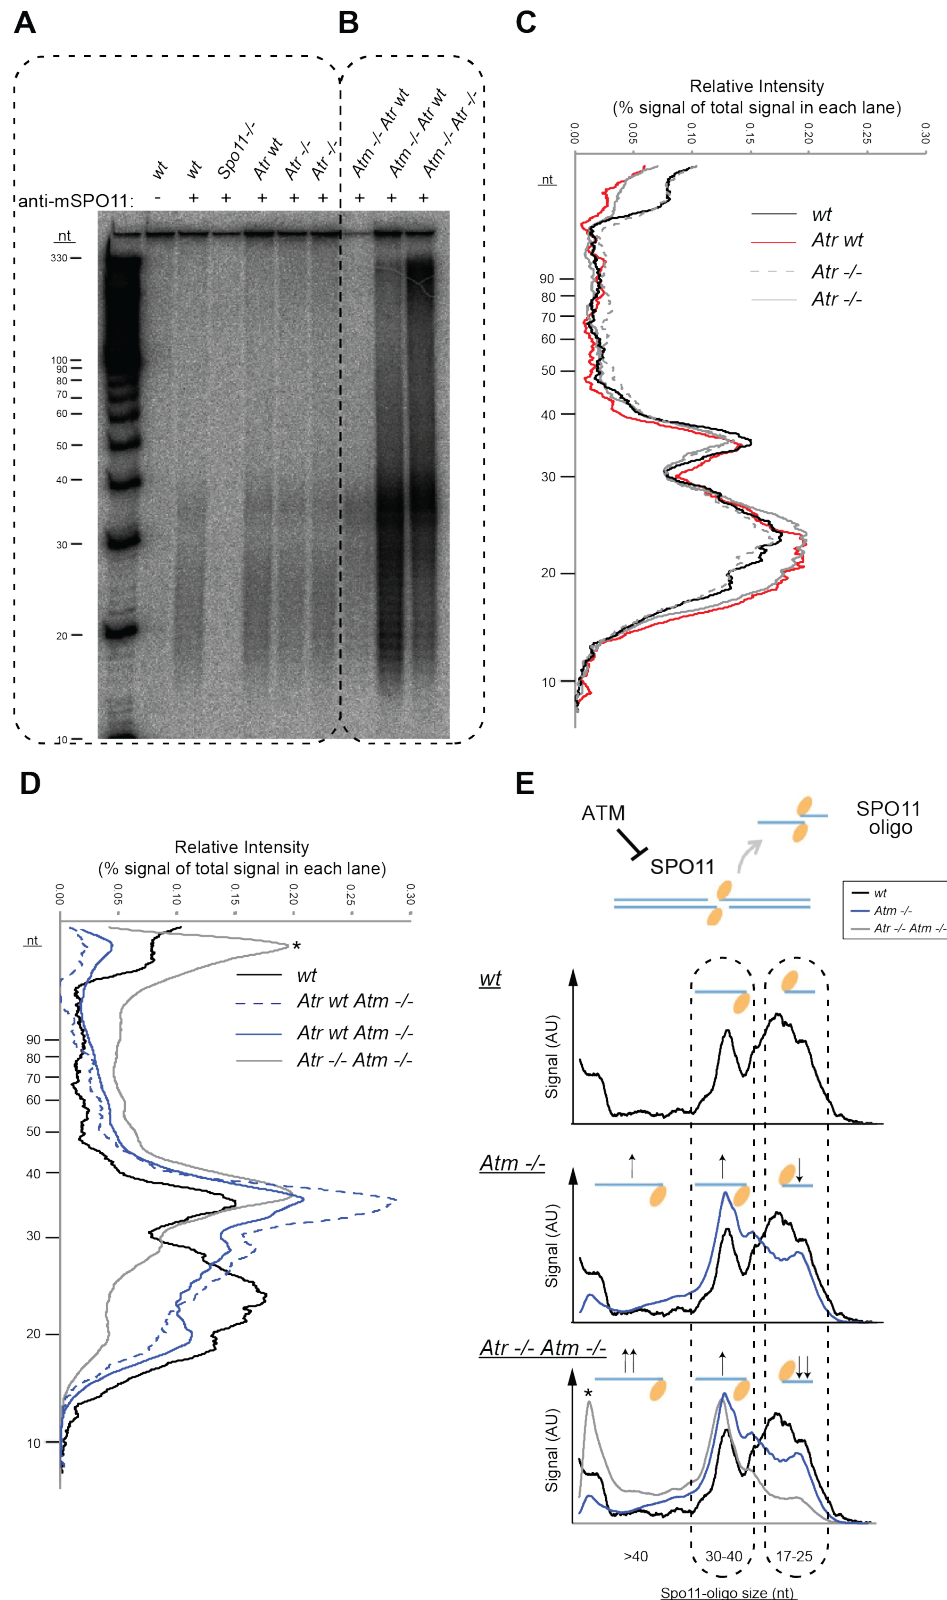 A
B
C
wt
wt
Spo11-/-
Atr wt
Atr -/-
Atr -/-
Atm -/- Atr wt
Atm -/- Atr wt
Atm -/- Atr -/-
anti-mSPO11:
- + + + + + + + +
nt
330
100
90
80
70
60
50
40
30
20
10
Relative Intensity
(% signal of total signal in each lane)
0.00 0.05 0.10 0.15 0.20 0.25 0.30
nt
wt
Atr wt
Atr -/-
Atr -/-
90
80
70
60
50
40
30
20
10
D
Relative Intensity
(% signal of total signal in each lane)
0.00 0.05 0.10 0.15 0.20 0.25 0.30
nt
*
wt
Atr wt Atm -/-
Atr wt Atm -/-
Atr -/- Atm -/-
90
80
70
60
50
40
30
20
10
E
ATM
SPO11
SPO11
oligo
wt
Atm -/-
Atr -/- Atm -/-
wt
Signal (AU)
Atm -/-
Signal (AU)
Atr -/- Atm -/-
*
Signal (AU)
>40 30-40 17-25
Spo11-oligo size (nt)